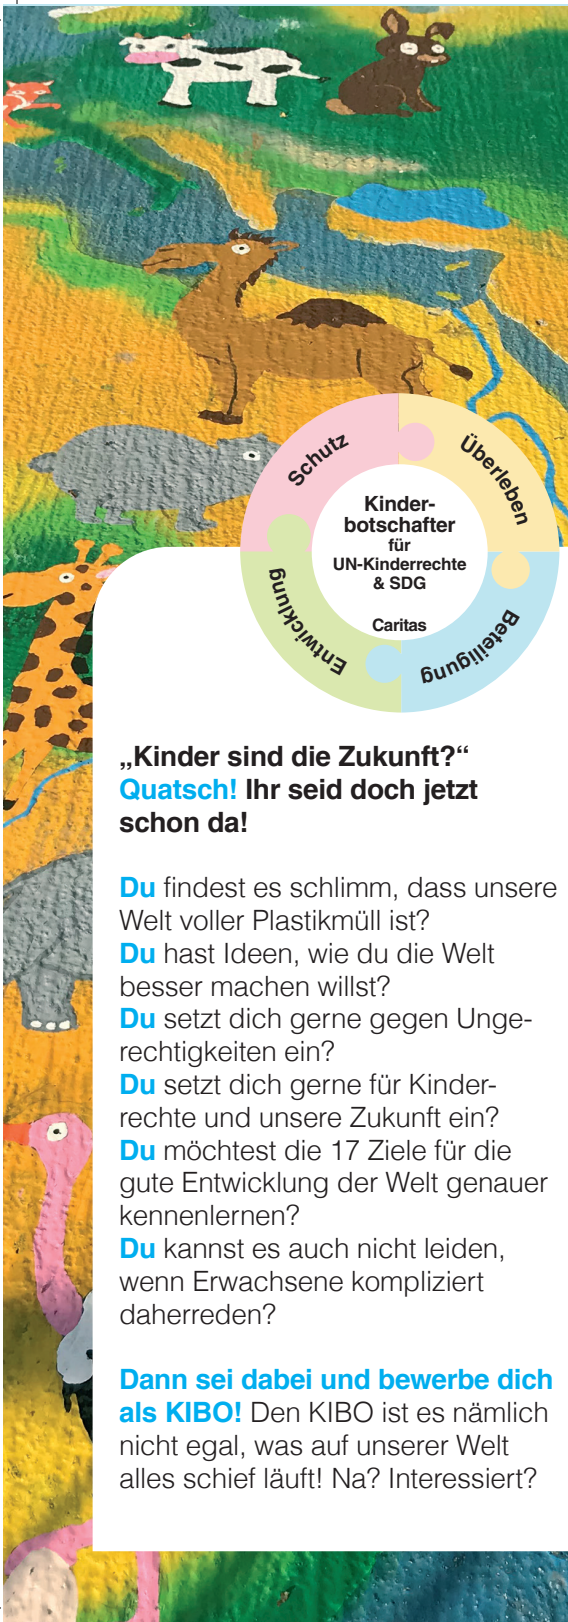 Schutz
Überleben
Kinder-
botschafter
für
UN-Kinderrechte
& SDG
Caritas
Entwicklung
Beteiligung
„Kinder sind die Zukunft?“
Quatsch! Ihr seid doch jetzt
schon da!
Du findest es schlimm, dass unsere
Welt voller Plastikmüll ist?
Du hast Ideen, wie du die Welt
besser machen willst?
Du setzt dich gerne gegen Unge-
rechtigkeiten ein?
Du setzt dich gerne für Kinder-
rechte und unsere Zukunft ein?
Du möchtest die 17 Ziele für die
gute Entwicklung der Welt genauer
kennenlernen?
Du kannst es auch nicht leiden,
wenn Erwachsene kompliziert
daherreden?
Dann sei dabei und bewerbe dich
als KIBO! Den KIBO ist es nämlich
nicht egal, was auf unserer Welt
alles schief läuft! Na? Interessiert?